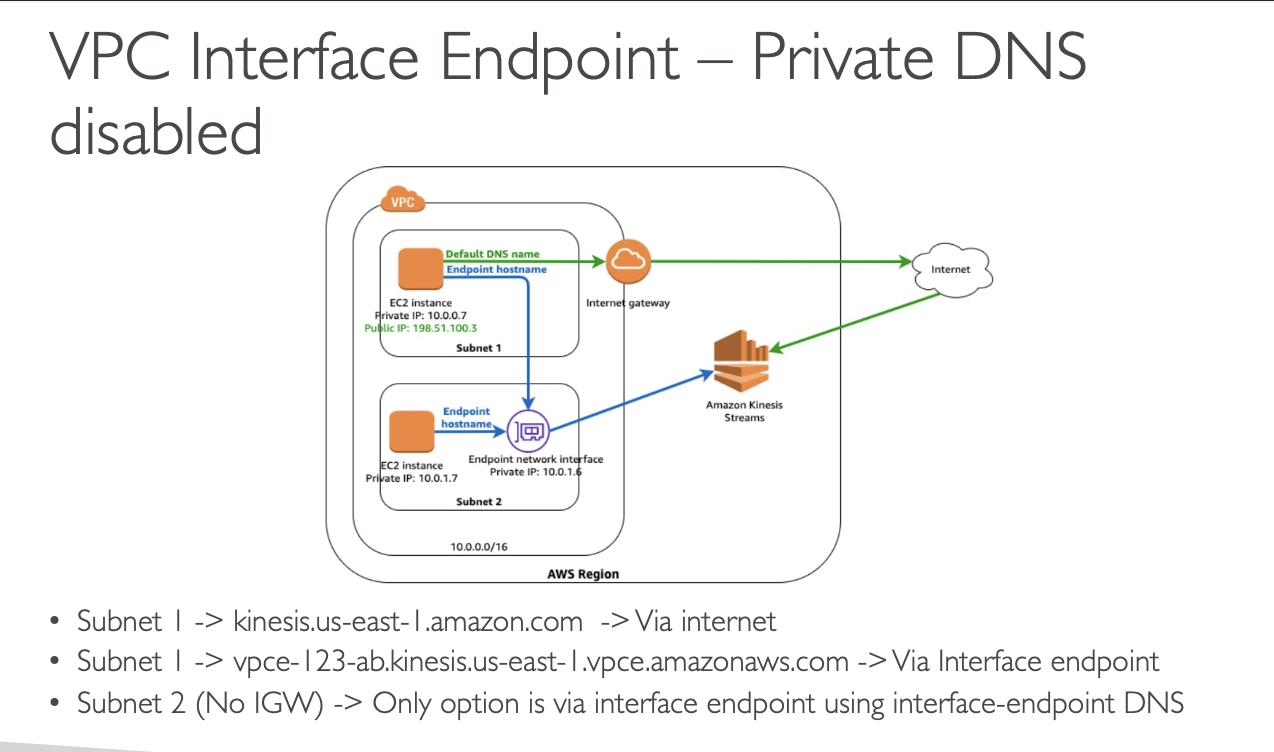 VPC Interface Endpoint – Private DNS
disabled
VPC
Default DNS name
Endpoint hostname
EC2 instance
Private IP: 10.0.0.7
Public IP: 198.51.100.3
Subnet 1
Internet gateway
Internet
Amazon Kinesis
Streams
Endpoint
hostname
EC2 instance
Private IP: 10.0.1.7
Endpoint network interface
Private IP: 10.0.1.6
Subnet 2
10.0.0.0/16
AWS Region
• Subnet 1 -> kinesis.us-east-1.amazon.com -> Via internet
• Subnet 1 -> vpce-123-ab.kinesis.us-east-1.vpce.amazonaws.com -> Via Interface endpoint
• Subnet 2 (No IGW) -> Only option is via interface endpoint using interface-endpoint DNS